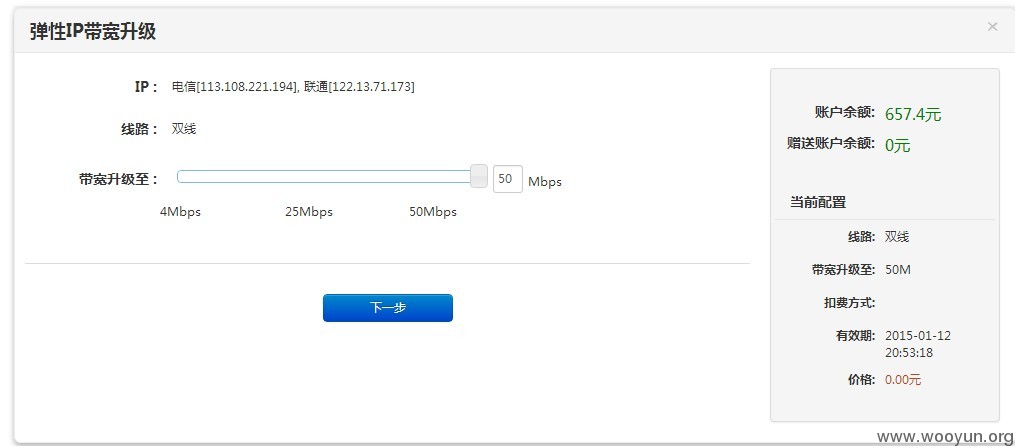 弹性IP带宽升级
×
IP： 电信[113.108.221.194], 联通[122.13.71.173]
线路： 双线
带宽升级至： 50 Mbps
4Mbps 25Mbps 50Mbps
下一步
账户余额: 657.4元
赠送账户余额: 0元
当前配置
线路: 双线
带宽升级至: 50M
扣费方式:
有效期: 2015-01-12
20:53:18
价格: 0.00元
www.wooyun.org